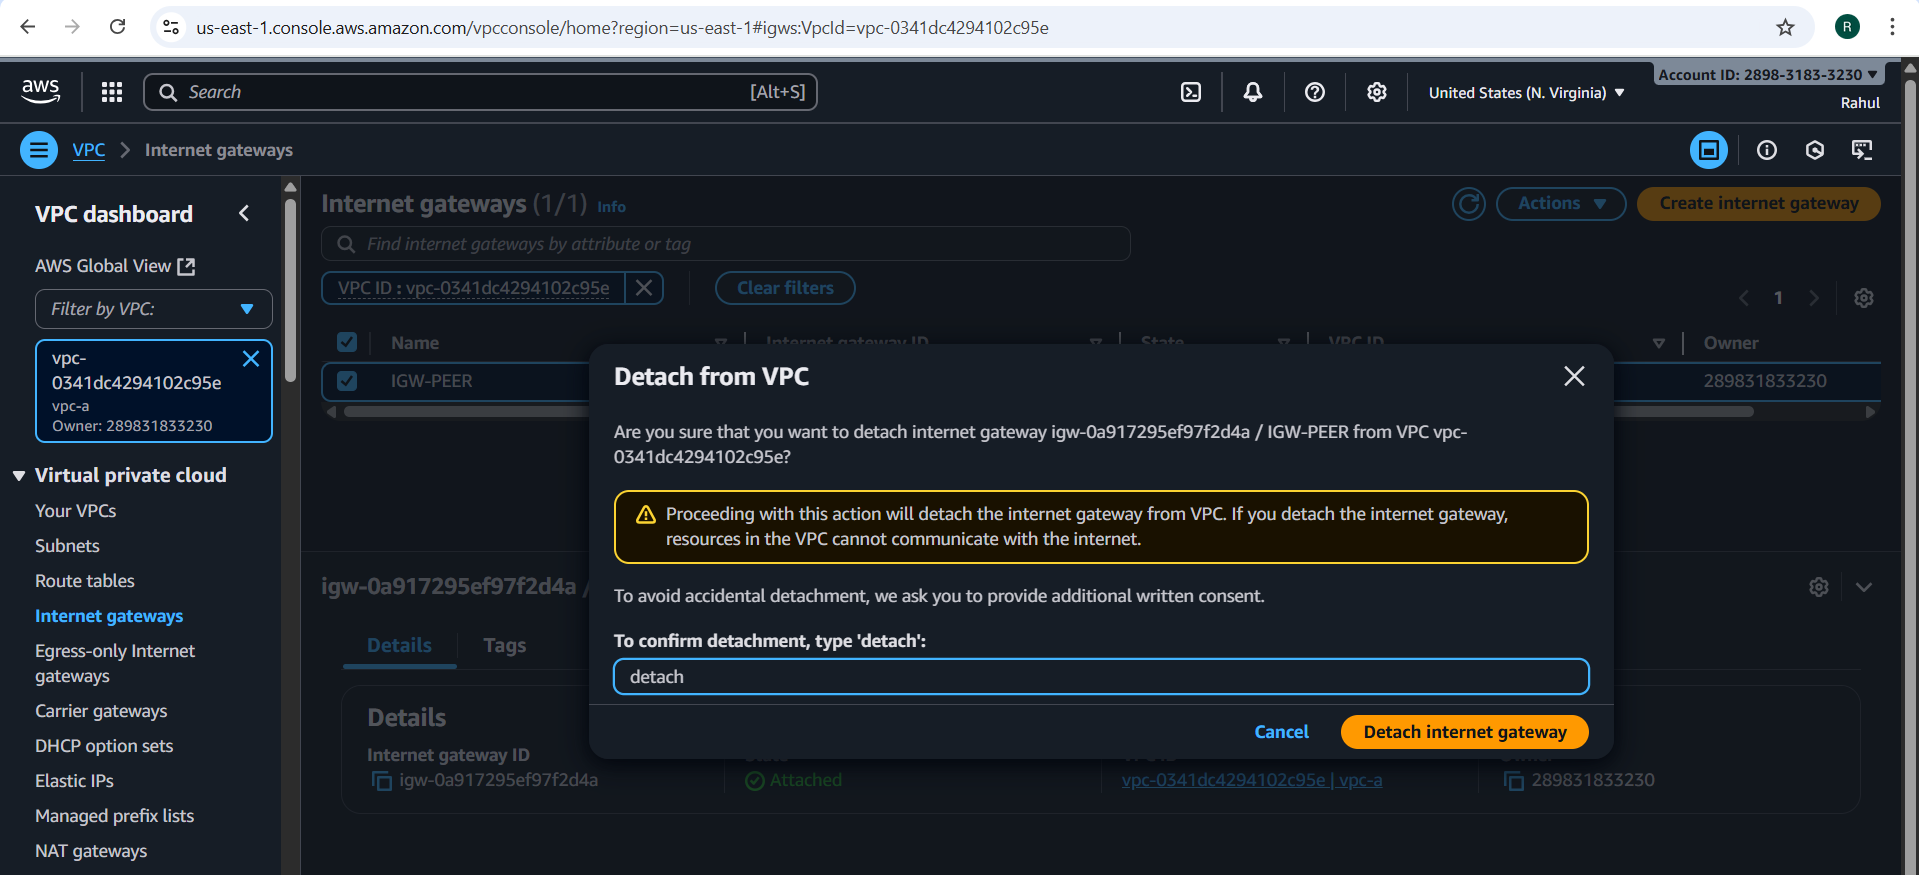 us-east-1.console.aws.amazon.com/vpcconsole/home?region=us-east-1#igws:VpcId=vpc-0341dc4294102c95e
R
aws
Search
[Alt+S]
United States (N. Virginia)
Account ID: 2898-3183-3230
Rahul
VPC
Internet gateways
VPC dashboard
AWS Global View
Filter by VPC:
vpc-
0341dc4294102c95e
vpc-a
Owner: 289831833230
Virtual private cloud
Your VPCs
Subnets
Route tables
Internet gateways
Egress-only Internet
gateways
Carrier gateways
DHCP option sets
Elastic IPs
Managed prefix lists
NAT gateways
Internet gateways (1/1) Info
Actions
Create internet gateway
Find internet gateways by attribute or tag
VPC ID : vpc-0341dc4294102c95e
Clear filters
1
Name
Internet gateway ID
State
VPC ID
Owner
IGW-PEER
289831833230
Detach from VPC
Are you sure that you want to detach internet gateway igw-0a917295ef97f2d4a / IGW-PEER from VPC vpc-
0341dc4294102c95e?
Proceeding with this action will detach the internet gateway from VPC. If you detach the internet gateway,
resources in the VPC cannot communicate with the internet.
To avoid accidental detachment, we ask you to provide additional written consent.
To confirm detachment, type 'detach':
detach
Cancel
Detach internet gateway
igw-0a917295ef97f2d4a /
Details
Tags
Details
Internet gateway ID
igw-0a917295ef97f2d4a
Attached
vpc-0341dc4294102c95e | vpc-a
289831833230